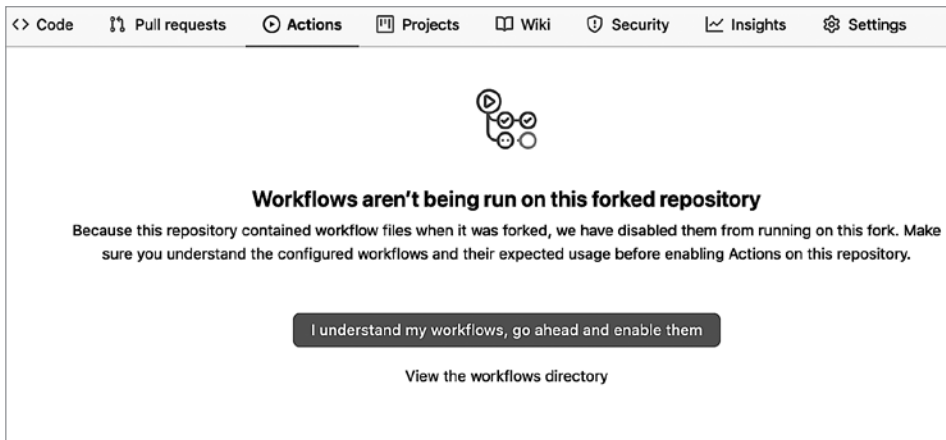 <> Code Pull requests Actions Projects Wiki Security Insights Settings
Workflows aren't being run on this forked repository
Because this repository contained workflow files when it was forked, we have disabled them from running on this fork. Make
sure you understand the configured workflows and their expected usage before enabling Actions on this repository.
I understand my workflows, go ahead and enable them
View the workflows directory